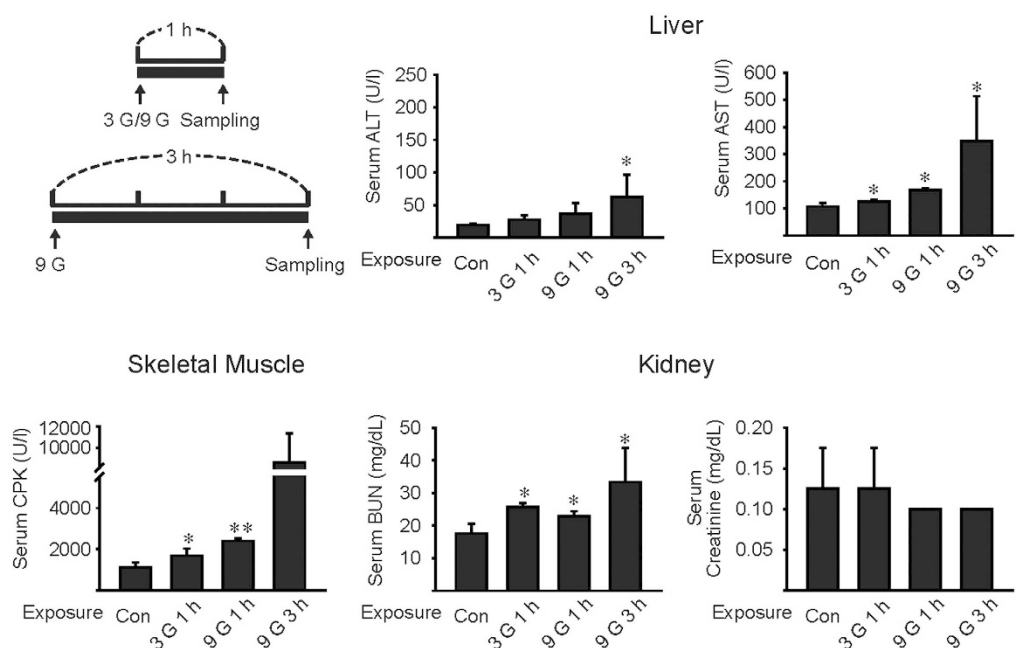 1 h
3 G/9 G Sampling
3 h
9 G Sampling
Liver
Serum ALT (U/l)
250
200
150
100
50
Exposure Con 3 G 1 h 9 G 1 h 9 G 3 h
*
Serum AST (U/l)
600
500
400
300
200
100
Con 3 G 1 h 9 G 1 h 9 G 3 h
* * *
Skeletal Muscle
Serum CPK (U/l)
12000
10000
4000
2000
Exposure Con 3 G 1 h 9 G 1 h 9 G 3 h
* **
Kidney
Serum BUN (mg/dL)
50
40
30
20
10
Exposure Con 3 G 1 h 9 G 1 h 9 G 3 h
* * *
Serum
Creatinine (mg/dL)
0.20
0.15
0.10
0.05
Exposure Con 3 G 1 h 9 G 1 h 9 G 3 h